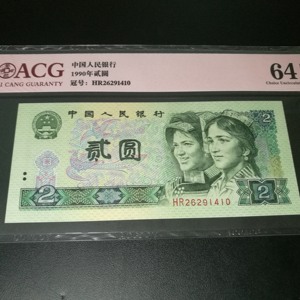 ACG
CANG GUARANTY
中国人民银行
1990年贰圆
冠号: HR26291410
64
中国人民银行
2
贰圆
HR26291410
2
2